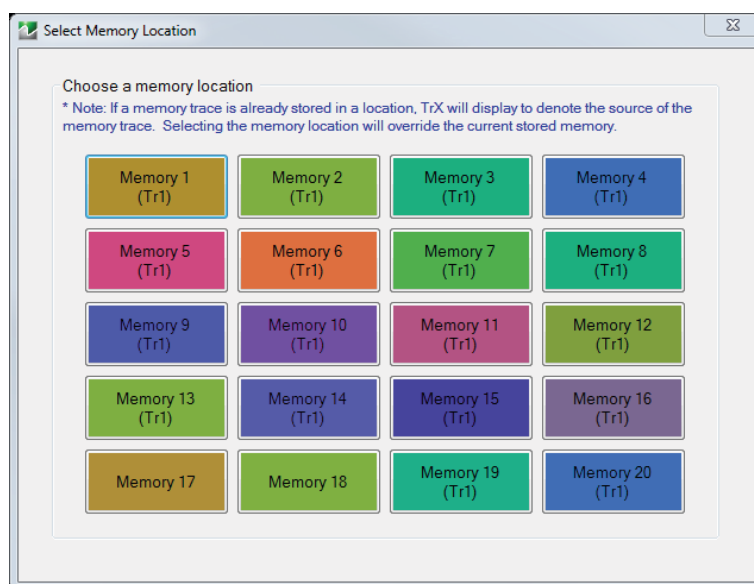 Select Memory Location
Choose a memory location
* Note: If a memory trace is already stored in a location, TrX will display to denote the source of the
memory trace.  Selecting the memory location will override the current stored memory.
Memory 1
(Tr1)
Memory 2
(Tr1)
Memory 3
(Tr1)
Memory 4
(Tr1)
Memory 5
(Tr1)
Memory 6
(Tr1)
Memory 7
(Tr1)
Memory 8
(Tr1)
Memory 9
(Tr1)
Memory 10
(Tr1)
Memory 11
(Tr1)
Memory 12
(Tr1)
Memory 13
(Tr1)
Memory 14
(Tr1)
Memory 15
(Tr1)
Memory 16
(Tr1)
Memory 17
Memory 18
Memory 19
(Tr1)
Memory 20
(Tr1)